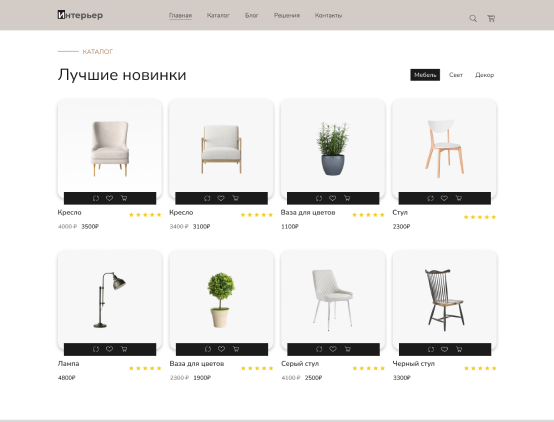 Интерьер
Главная Каталог Блог Решения Контакты
КАТАЛОГ
Лучшие новинки
Мебель Свет Декор
Кресло
4000 ₽ 3500₽
Кресло
3400 ₽ 3100₽
Ваза для цветов
1100₽
Стул
2300₽
Лампа
4800₽
Ваза для цветов
2300 ₽ 1900₽
Серый стул
4100 ₽ 2500₽
Черный стул
3300₽